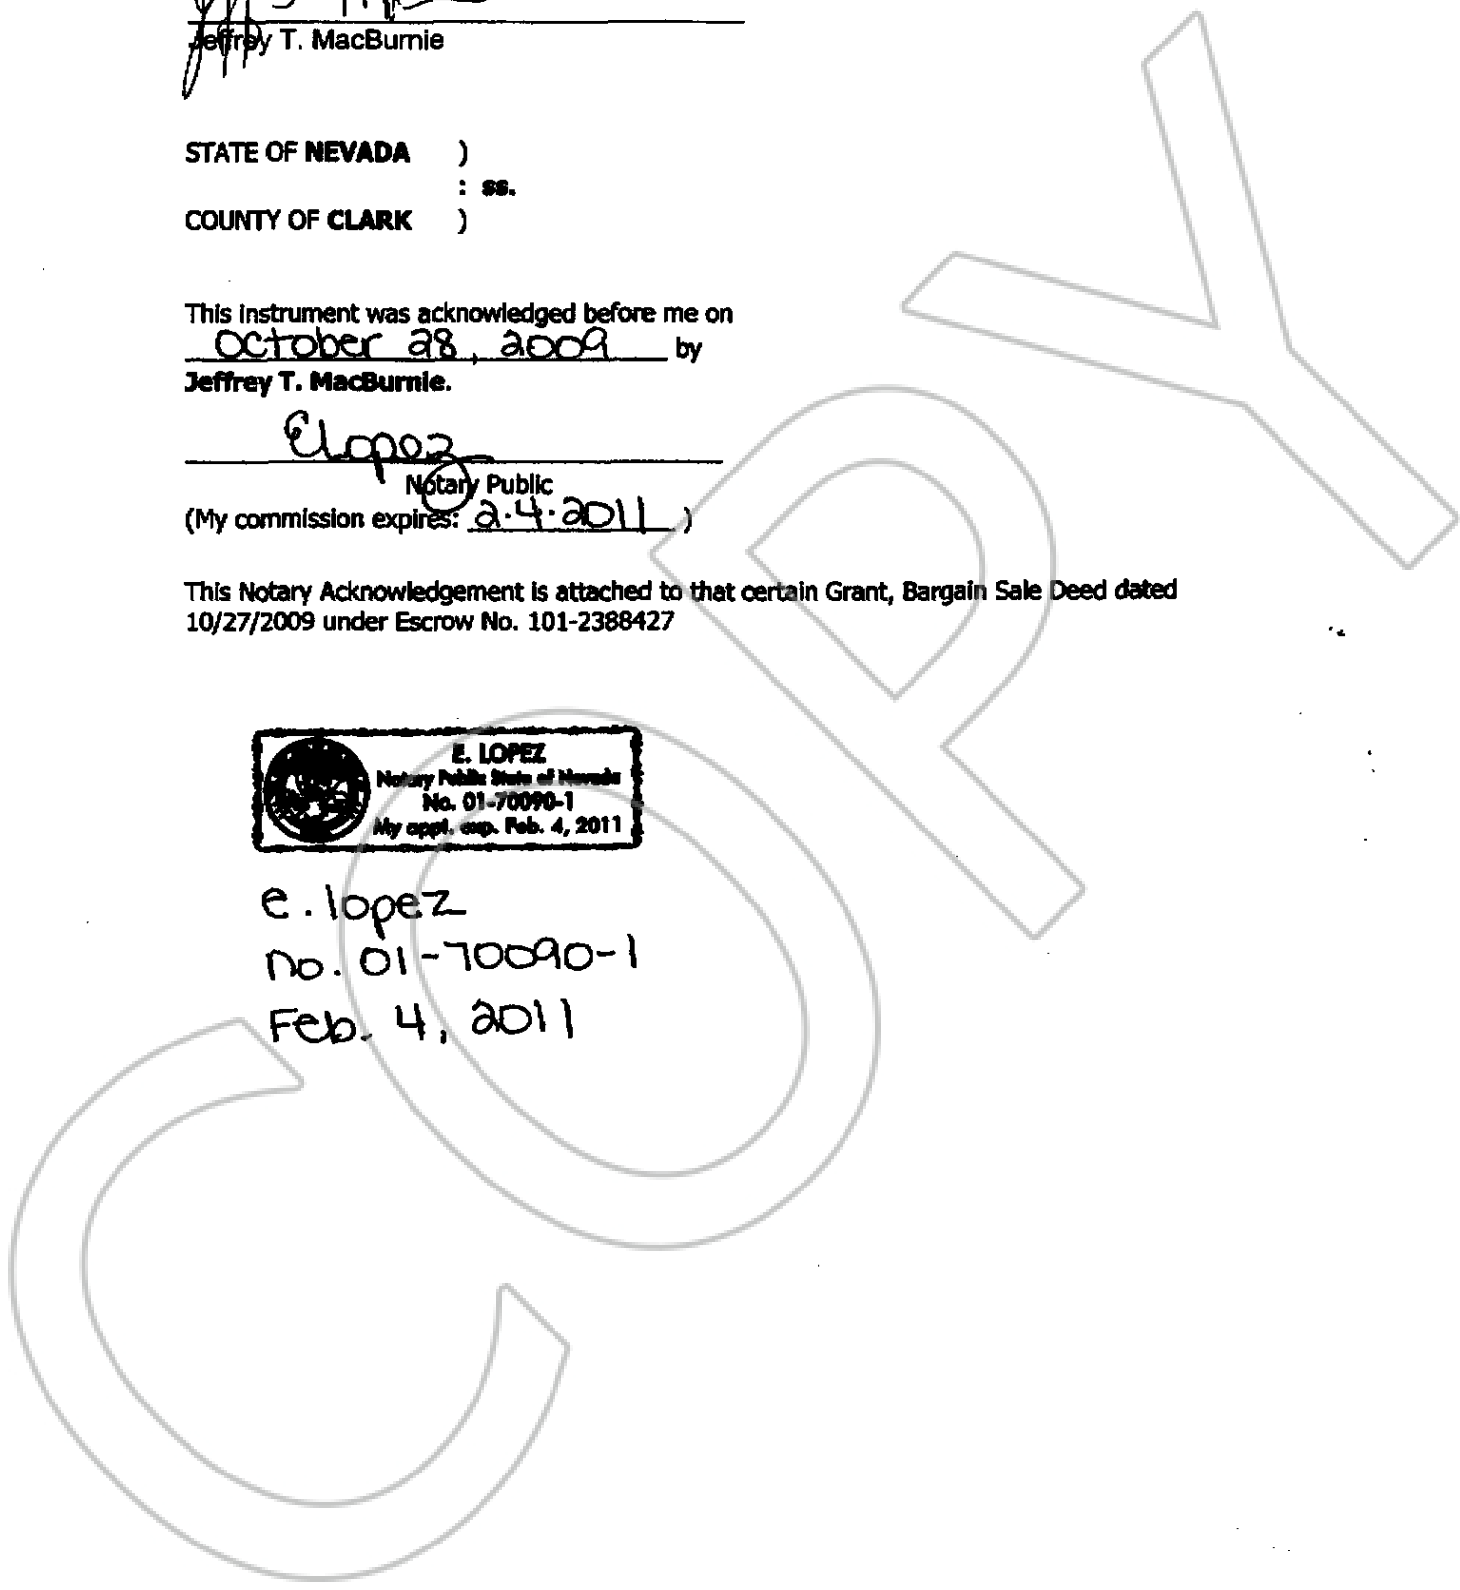 Jeffrey T. MacBurnie
STATE OF NEVADA )
: ss.
COUNTY OF CLARK )
This instrument was acknowledged before me on
October 28, 2009 by
Jeffrey T. MacBurnie.
ELopez
Notary Public
(My commission expires: 2.4.2011 )
This Notary Acknowledgement is attached to that certain Grant, Bargain Sale Deed dated
10/27/2009 under Escrow No. 101-2388427
E. LOPEZ
Notary Public State of Nevada
No. 01-70090-1
My appt. exp. Feb. 4, 2011
e. lopez
no. 01-70090-1
Feb. 4, 2011
COPY